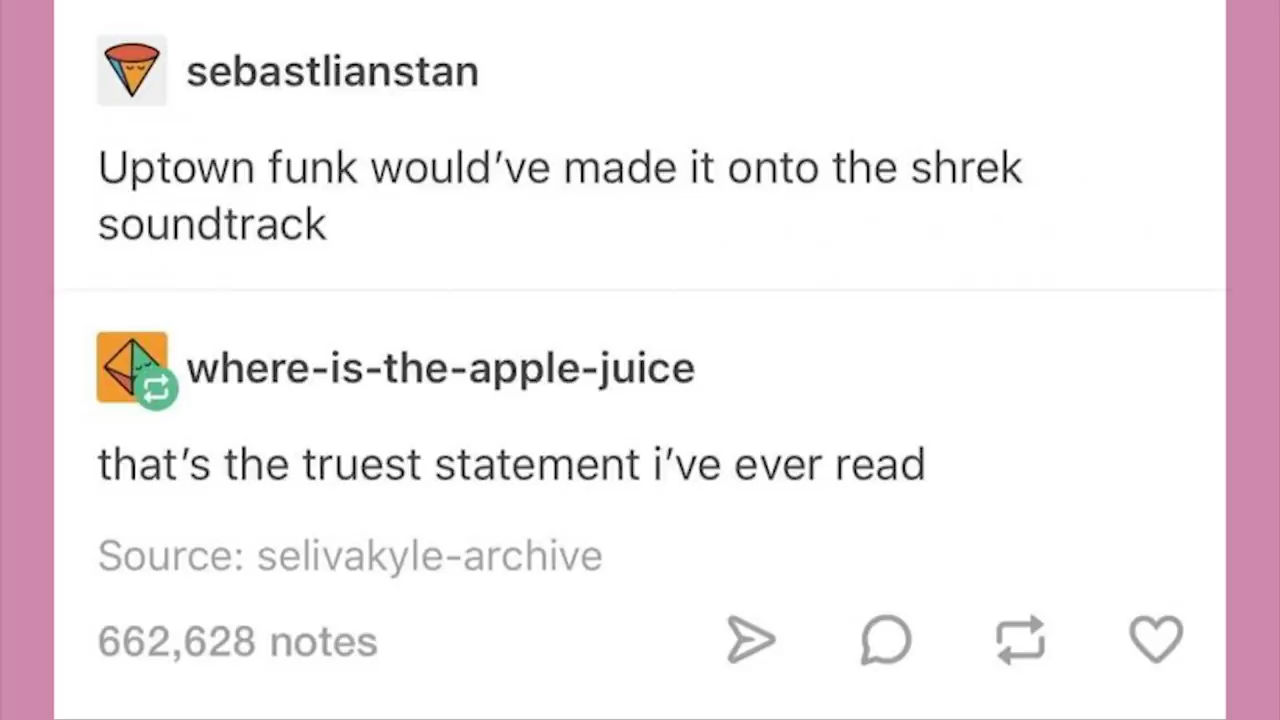 sebastlianstan
Uptown funk would’ve made it onto the shrek
soundtrack
where-is-the-apple-juice
that’s the truest statement i’ve ever read
Source: selivakyle-archive
662,628 notes